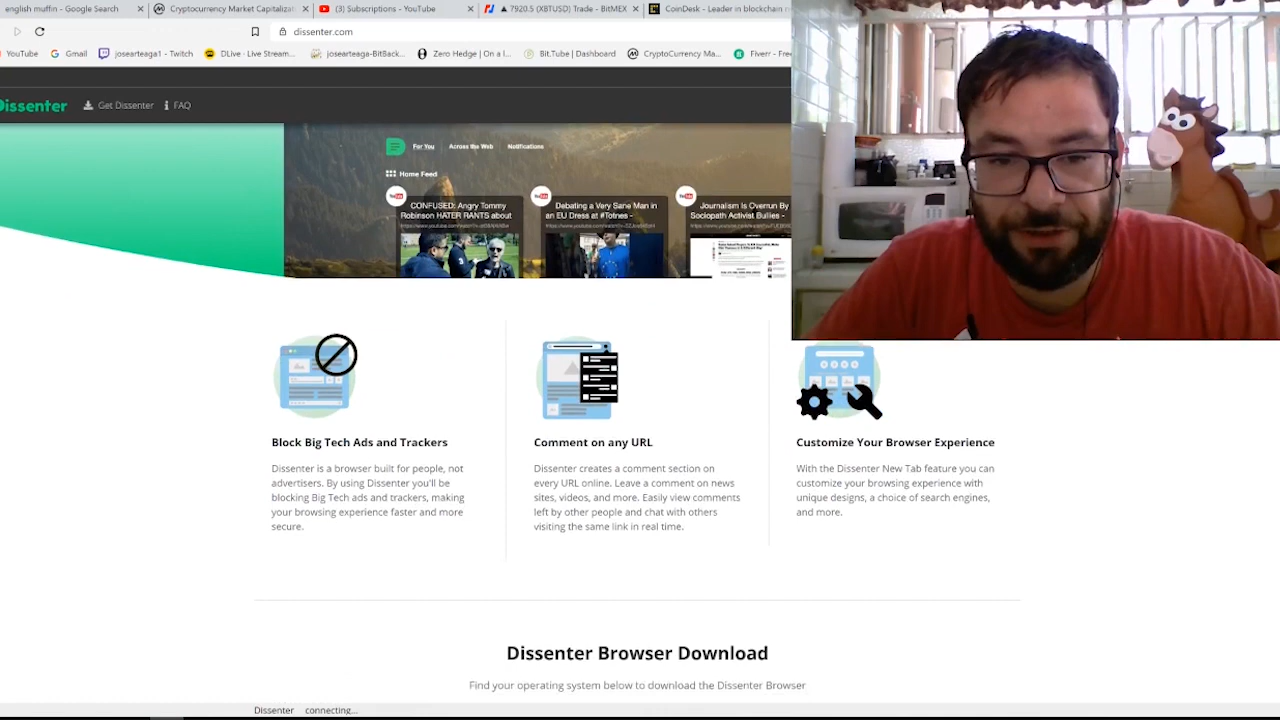 english muffin - Google Search
Cryptocurrency Market Capitalizat
(3) Subscriptions - YouTube
▲ 7920.5 (XBTUSD) Trade - BitMEX
CoinDesk - Leader in blockchain n
dissenter.com
YouTube
Gmail
josearteaga1 - Twitch
DLive · Live Stream...
josearteaga-BitBack...
Zero Hedge | On a l...
Bit.Tube | Dashboard
CryptoCurrency Ma...
Fiverr - Free
Dissenter
Get Dissenter
FAQ
For You
Across the Web
Notifications
Home Feed
CONFUSED: Angry Tommy
Robinson HATER RANTS about
Debating a Very Sane Man in
an EU Dress at #Totnes -
Journalism Is Overrun By
Sociopath Activist Bullies -
Block Big Tech Ads and Trackers
Dissenter is a browser built for people, not
advertisers. By using Dissenter you'll be
blocking Big Tech ads and trackers, making
your browsing experience faster and more
secure.
Comment on any URL
Dissenter creates a comment section on
every URL online. Leave a comment on news
sites, videos, and more. Easily view comments
left by other people and chat with others
visiting the same link in real time.
Customize Your Browser Experience
With the Dissenter New Tab feature you can
customize your browsing experience with
unique designs, a choice of search engines,
and more.
Dissenter Browser Download
Find your operating system below to download the Dissenter Browser
Dissenter connecting...